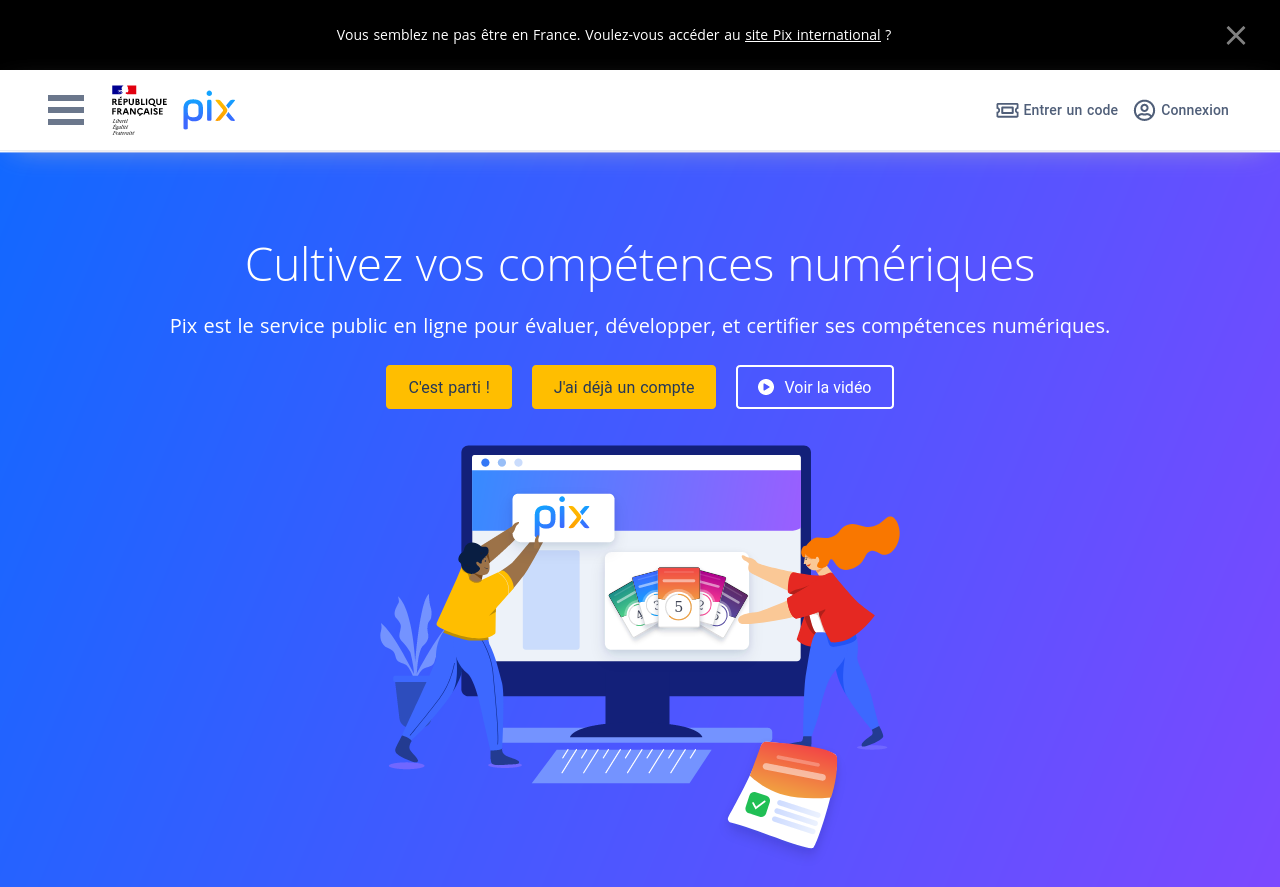 Vous semblez ne pas être en France. Voulez-vous accéder au site Pix international ?
RÉPUBLIQUE
FRANÇAISE
Liberté
Égalité
Fraternité
pix
Entrer un code
Connexion
Cultivez vos compétences numériques
Pix est le service public en ligne pour évaluer, développer, et certifier ses compétences numériques.
C'est parti !
J'ai déjà un compte
Voir la vidéo
pix
4
3
5
2